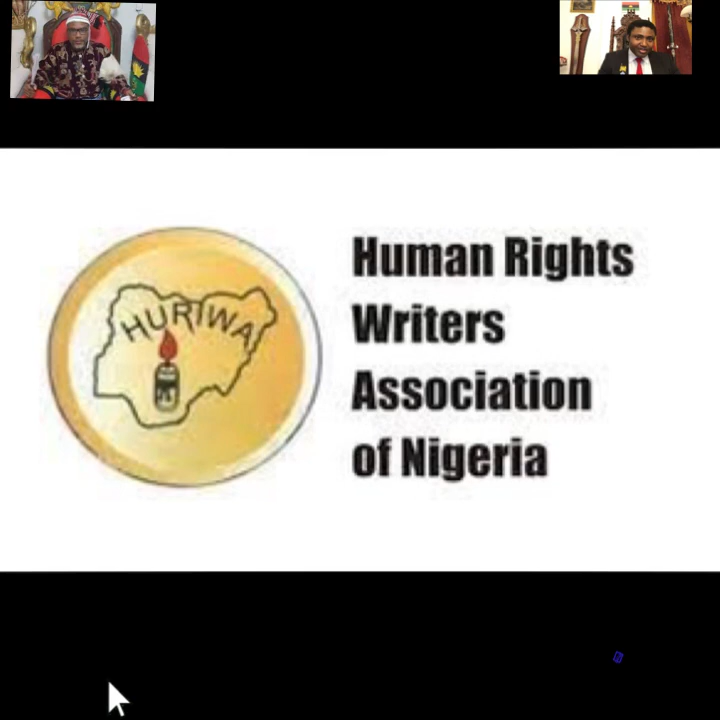 HURIWA
Human Rights
Writers
Association
of Nigeria